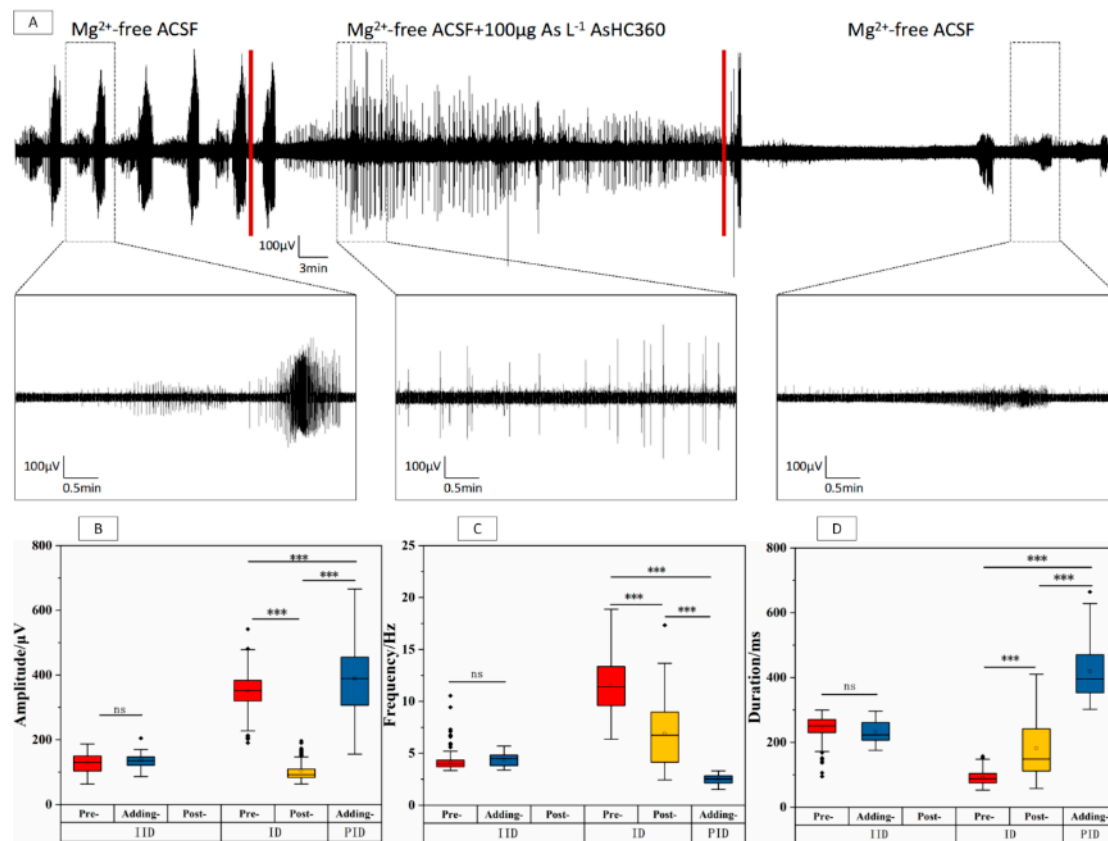 A
Mg²⁺-free ACSF
Mg²⁺-free ACSF+100µg As L⁻¹ AsHC360
Mg²⁺-free ACSF
100µV
3min
100µV
0.5min
100µV
0.5min
100µV
0.5min
B
800
600
400
200
0
Amplitude/µV
ns
***
***
***
Pre-
Adding-
Post-
Pre-
Post-
Adding-
IID
ID
PID
C
25
20
15
10
5
0
Frequency/Hz
ns
***
***
***
Pre-
Adding-
Post-
Pre-
Post-
Adding-
IID
ID
PID
D
800
600
400
200
0
Duration/ms
ns
***
***
***
Pre-
Adding-
Post-
Pre-
Post-
Adding-
IID
ID
PID